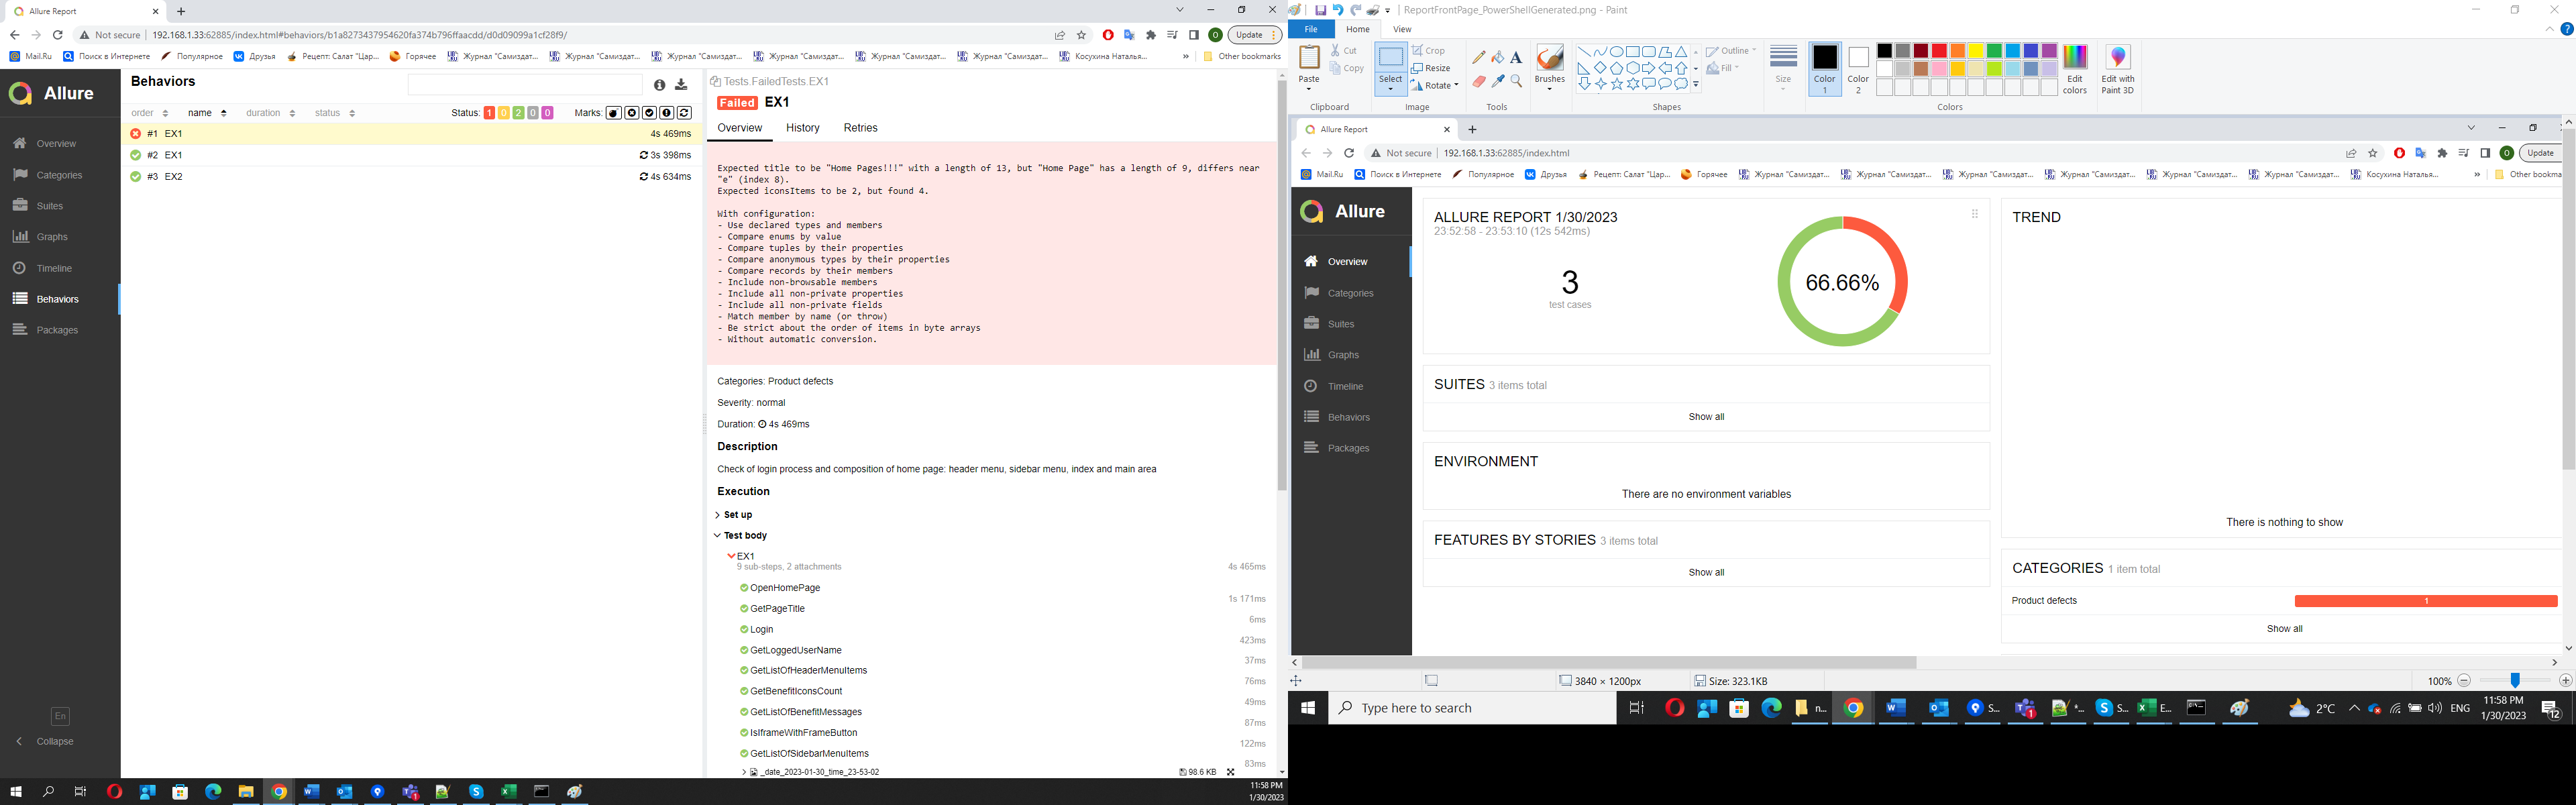 Allure Report
Not secure | 192.168.1.33:62885/index.html#behaviors/b1a8273437954620fa374b796ffaacdd/d0d09099a1cf28f9/
Update
Mail.Ru Поиск в Интернете Популярное Друзья Рецепт: Салат "Цар... Горячее Журнал "Самиздат... Журнал "Самиздат... Журнал "Самиздат... Журнал "Самиздат... Журнал "Самиздат... Журнал "Самиздат... Косухина Наталья... » Other bookmarks
Allure
Overview
Categories
Suites
Graphs
Timeline
Behaviors
Packages
En
Collapse
Behaviors
order name duration status Status: 1 0 2 0 0 Marks:
#1 EX1 4s 469ms
#2 EX1 3s 398ms
#3 EX2 4s 634ms
Tests.FailedTests.EX1
Failed EX1
Overview History Retries
Expected title to be "Home Pages!!!" with a length of 13, but "Home Page" has a length of 9, differs near
"e" (index 8).
Expected iconsItems to be 2, but found 4.
With configuration:
- Use declared types and members
- Compare enums by value
- Compare tuples by their properties
- Compare anonymous types by their properties
- Compare records by their members
- Include non-browsable members
- Include all non-private properties
- Include all non-private fields
- Match member by name (or throw)
- Be strict about the order of items in byte arrays
- Without automatic conversion.
Categories: Product defects
Severity: normal
Duration: 4s 469ms
Description
Check of login process and composition of home page: header menu, sidebar menu, index and main area
Execution
Set up
Test body
EX1
9 sub-steps, 2 attachments 4s 465ms
OpenHomePage
1s 171ms
GetPageTitle
6ms
Login
423ms
GetLoggedUserName
37ms
GetListOfHeaderMenuItems
76ms
GetBenefitIconsCount
49ms
GetListOfBenefitMessages
87ms
IsIframeWithFrameButton
122ms
GetListOfSidebarMenuItems
83ms
_date_2023-01-30_time_23-53-02 98.6 KB
11:58 PM
1/30/2023
ReportFrontPage_PowerShellGenerated.png - Paint
File Home View
Paste Cut Copy
Clipboard
Select Crop Resize Rotate
Image
Tools
Brushes
Shapes
Outline
Fill
Size
Color 1
Color 2
Colors
Edit colors
Edit with Paint 3D
Allure Report
Not secure | 192.168.1.33:62885/index.html
Update
Mail.Ru Поиск в Интернете Популярное Друзья Рецепт: Салат "Цар... Горячее Журнал "Самиздат... Журнал "Самиздат... Журнал "Самиздат... Журнал "Самиздат... Журнал "Самиздат... Журнал "Самиздат... Косухина Наталья... » Other bookma
Allure
Overview
Categories
Suites
Graphs
Timeline
Behaviors
Packages
ALLURE REPORT 1/30/2023
23:52:58 - 23:53:10 (12s 542ms)
3
test cases
66.66%
SUITES 3 items total
Show all
ENVIRONMENT
There are no environment variables
FEATURES BY STORIES 3 items total
Show all
TREND
There is nothing to show
CATEGORIES 1 item total
Product defects 1
Show all
3840 × 1200px Size: 323.1KB 100%
Type here to search
n... S... S... E... 2°C ENG
11:58 PM
1/30/2023
12